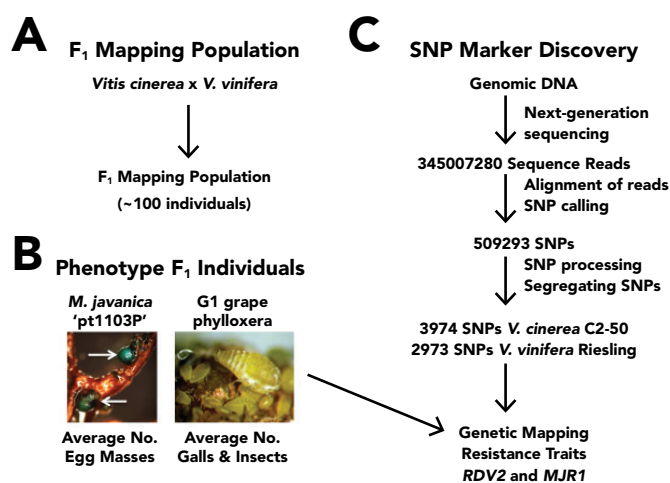 A
F₁ Mapping Population
Vitis cinerea x V. vinifera
F₁ Mapping Population
(~100 individuals)
B
Phenotype F₁ Individuals
M. javanica
'pt1103P'
Average No.
Egg Masses
G1 grape
phylloxera
Average No.
Galls & Insects
C
SNP Marker Discovery
Genomic DNA
Next-generation
sequencing
345007280 Sequence Reads
Alignment of reads
SNP calling
509293 SNPs
SNP processing
Segregating SNPs
3974 SNPs V. cinerea C2-50
2973 SNPs V. vinifera Riesling
Genetic Mapping
Resistance Traits
RDV2 and MJR1